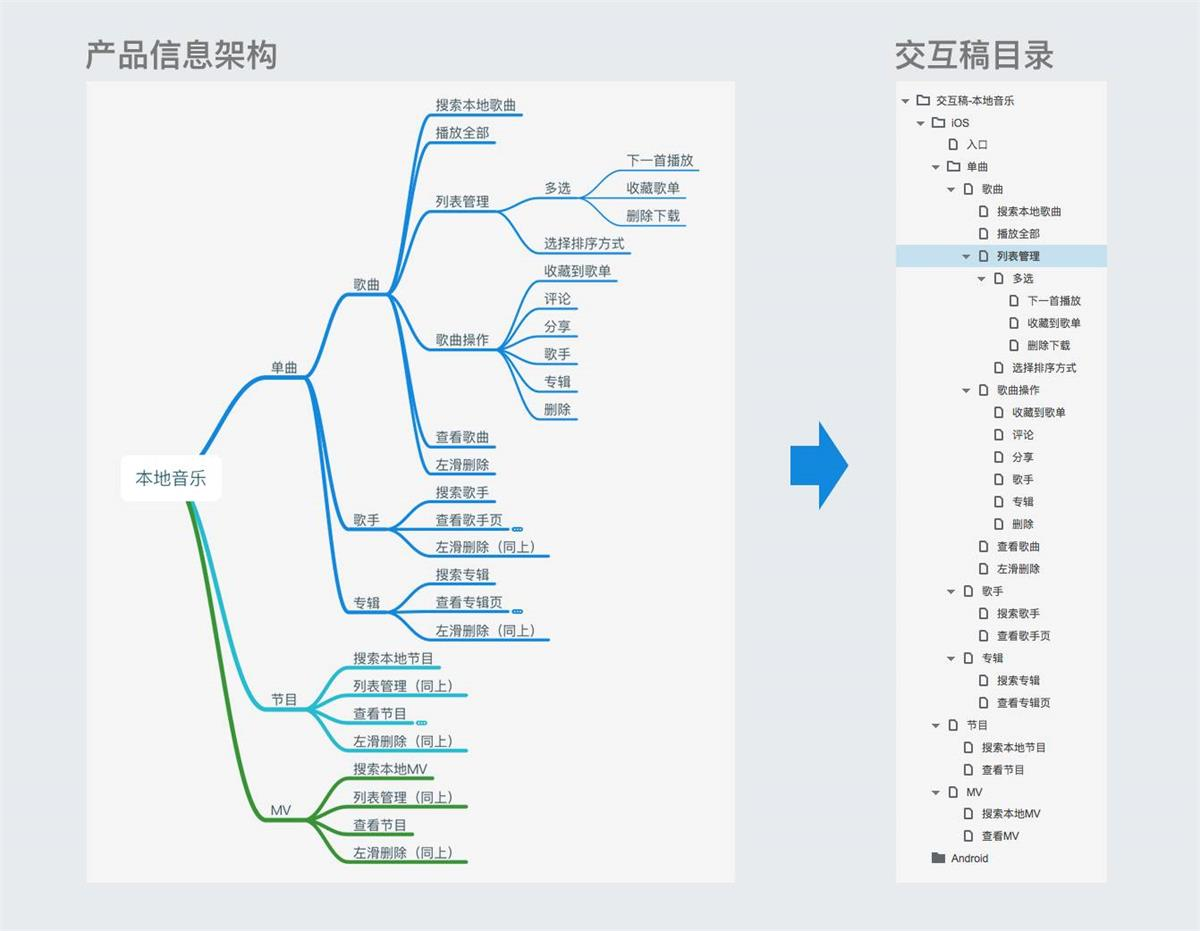 产品信息架构
本地音乐
单曲
歌曲
搜索本地歌曲
播放全部
列表管理
多选
下一首播放
收藏歌单
删除下载
选择排序方式
歌曲操作
收藏到歌单
评论
分享
歌手
专辑
删除
查看歌曲
左滑删除
歌手
搜索歌手
查看歌手页
左滑删除（同上）
专辑
搜索专辑
查看专辑页
左滑删除（同上）
节目
搜索本地节目
列表管理（同上）
查看节目
左滑删除（同上）
MV
搜索本地MV
列表管理（同上）
查看节目
左滑删除（同上）
交互稿目录
交互稿-本地音乐
iOS
入口
单曲
歌曲
搜索本地歌曲
播放全部
列表管理
多选
下一首播放
收藏到歌单
删除下载
选择排序方式
歌曲操作
收藏到歌单
评论
分享
歌手
专辑
删除
查看歌曲
左滑删除
歌手
搜索歌手
查看歌手页
专辑
搜索专辑
查看专辑页
节目
搜索本地节目
查看节目
MV
搜索本地MV
查看MV
Android